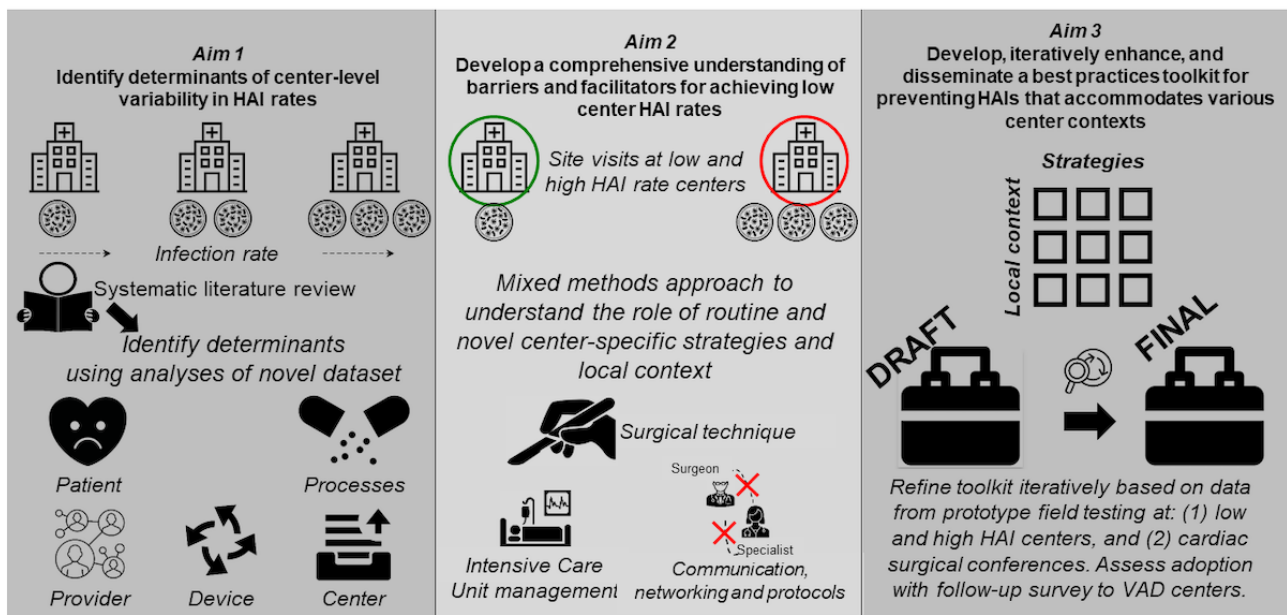 Aim 1
Identify determinants of center-level
variability in HAI rates
Infection rate
Systematic literature review
Identify determinants
using analyses of novel dataset
Patient
Processes
Provider
Device
Center
Aim 2
Develop a comprehensive understanding of
barriers and facilitators for achieving low
center HAI rates
Site visits at low and
high HAI rate centers
Mixed methods approach to
understand the role of routine and
novel center-specific strategies and
local context
Surgical technique
Surgeon
Specialist
Intensive Care
Unit management
Communication,
networking and protocols
Aim 3
Develop, iteratively enhance, and
disseminate a best practices toolkit for
preventing HAIs that accommodates various
center contexts
Strategies
Local context
DRAFT
FINAL
Refine toolkit iteratively based on data
from prototype field testing at: (1) low
and high HAI centers, and (2) cardiac
surgical conferences. Assess adoption
with follow-up survey to VAD centers.